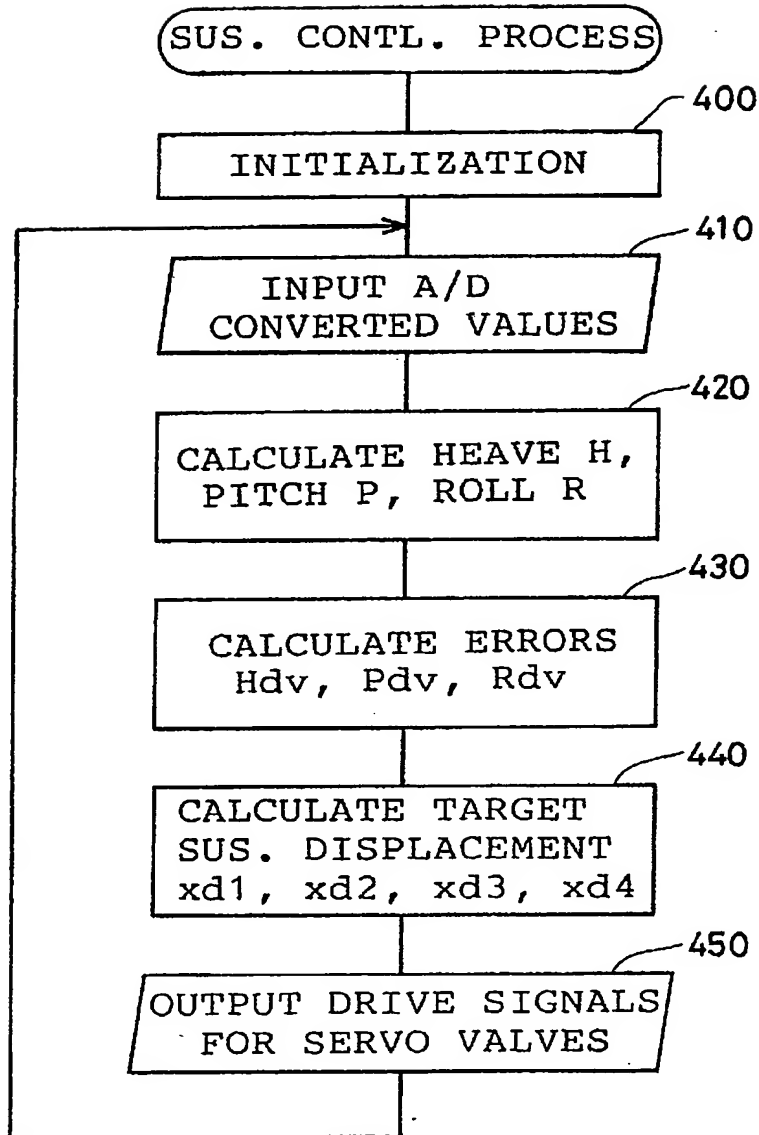 SUS. CONTL. PROCESS
400
INITIALIZATION
410
INPUT A/D
CONVERTED VALUES
420
CALCULATE HEAVE H,
PITCH P, ROLL R
430
CALCULATE ERRORS
Hdv, Pdv, Rdv
440
CALCULATE TARGET
SUS. DISPLACEMENT
xd1, xd2, xd3, xd4
450
OUTPUT DRIVE SIGNALS
FOR SERVO VALVES